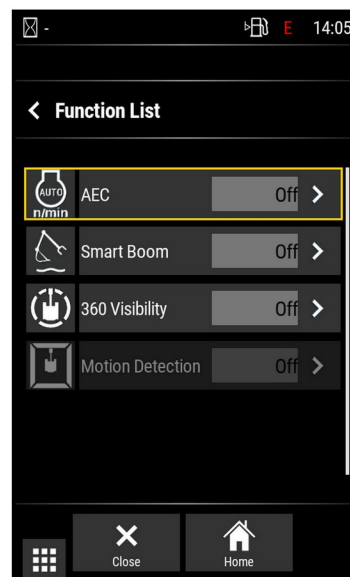 - E 14:05
Function List
AUTO
n/min
AEC Off
Smart Boom Off
360 Visibility Off
Motion Detection Off
Close Home